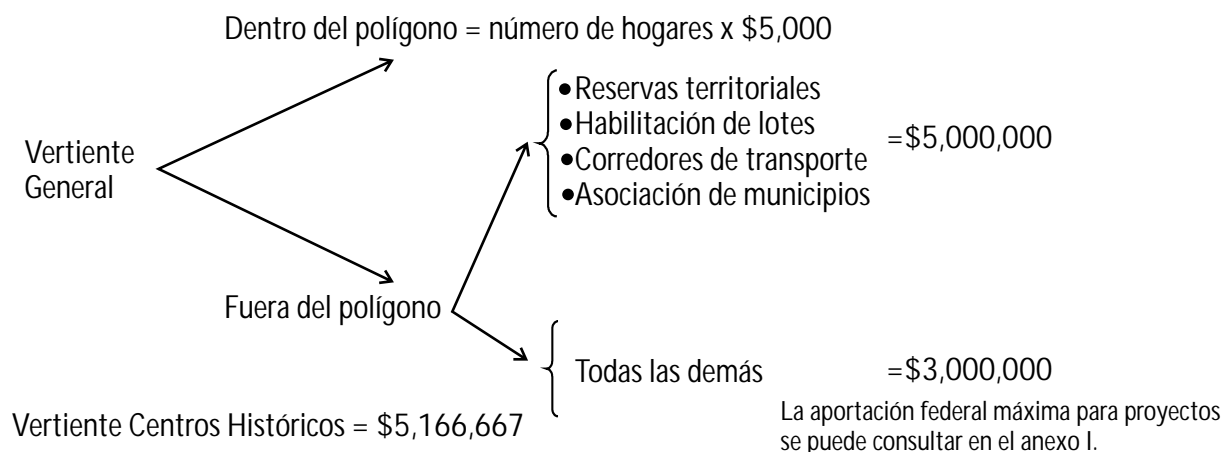 Dentro del polígono = número de hogares x $5,000
•Reservas territoriales
•Habilitación de lotes
•Corredores de transporte
•Asociación de municipios
=$5,000,000
Vertiente
General
Fuera del polígono
Todas las demás =$3,000,000
Vertiente Centros Históricos = $5,166,667
La aportación federal máxima para proyectos
se puede consultar en el anexo I.